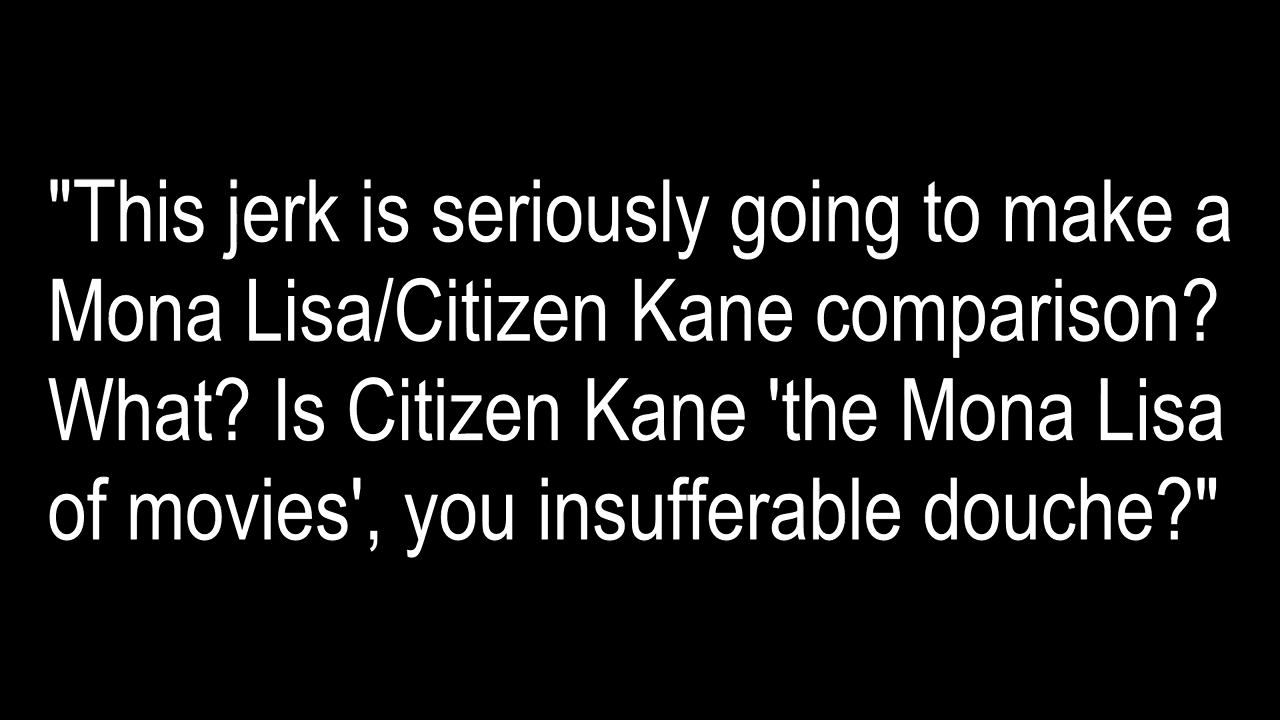 "This jerk is seriously going to make a
Mona Lisa/Citizen Kane comparison?
What? Is Citizen Kane 'the Mona Lisa
of movies', you insufferable douche?"